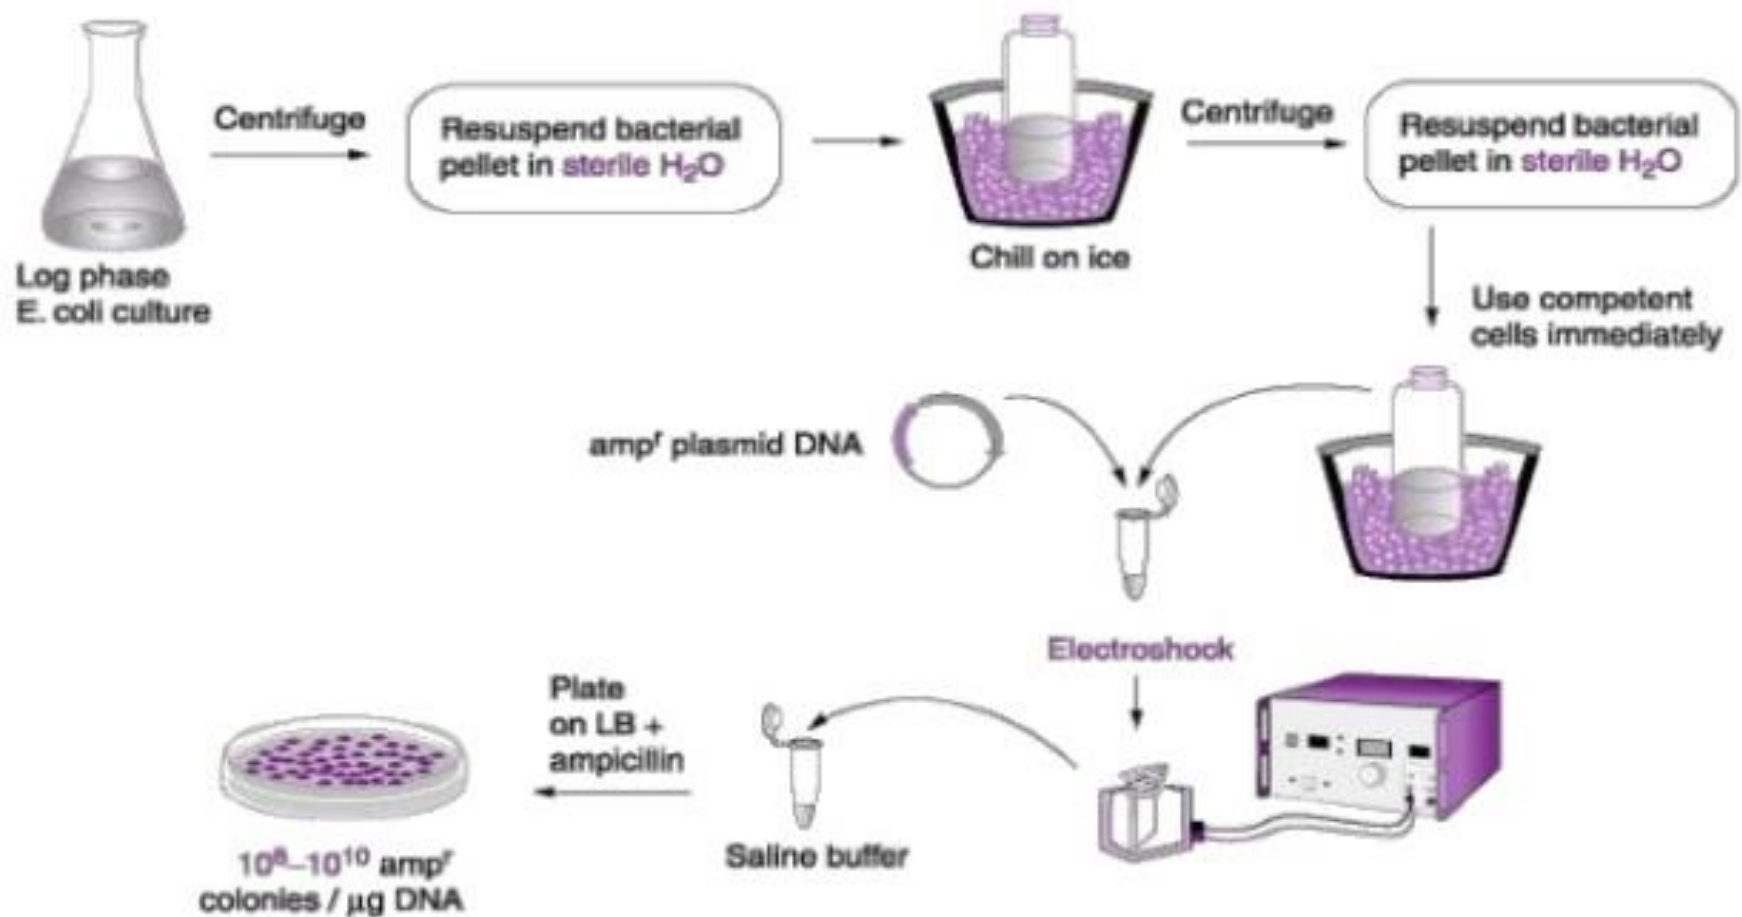 Centrifuge
Resuspend bacterial
pellet in sterile H₂O
Chill on ice
Centrifuge
Resuspend bacterial
pellet in sterile H₂O
Log phase
E. coli culture
Use competent
cells immediately
ampʳ plasmid DNA
Electroshock
Plate
on LB +
ampicillin
Saline buffer
10⁸–10¹⁰ ampʳ
colonies / μg DNA